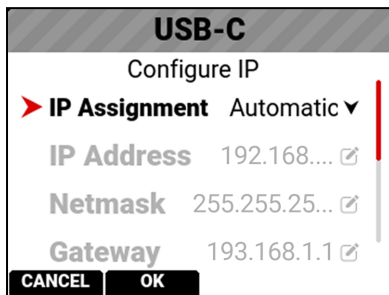 USB-C
Configure IP
IP Assignment Automatic
IP Address 192.168....
Netmask 255.255.25...
Gateway 193.168.1.1
CANCEL OK